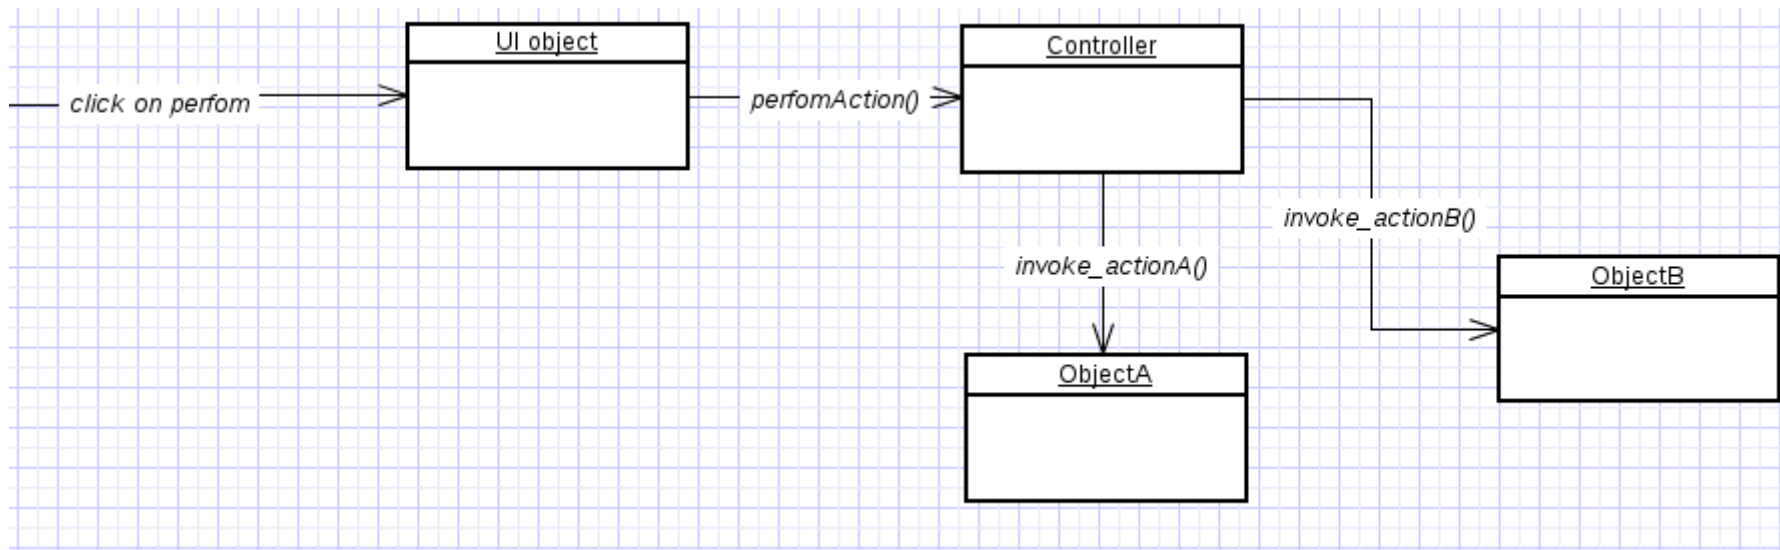 UI object
Controller
click on perfom
perfomAction()
invoke_actionB()
invoke_actionA()
ObjectB
ObjectA